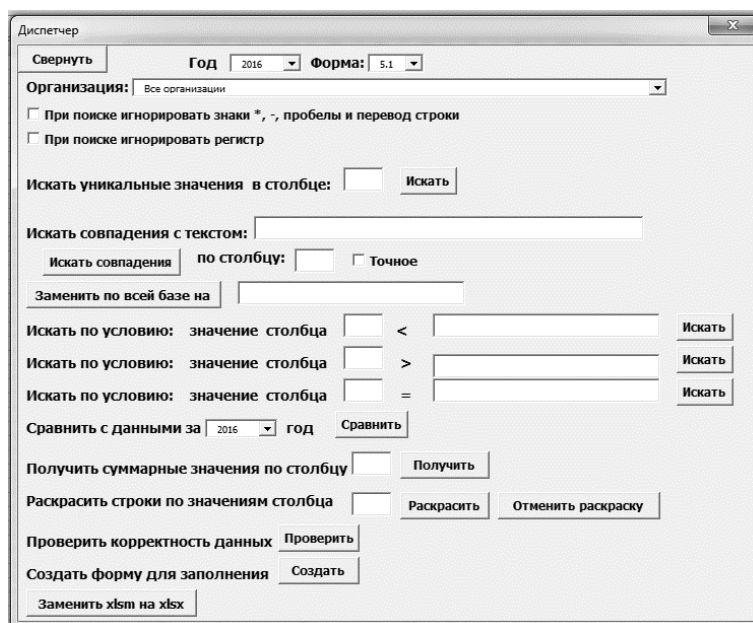 Диспетчер
Свернуть Год 2016 Форма: 5.1
Организация: Все организации
При поиске игнорировать знаки *, -, пробелы и перевод строки
При поиске игнорировать регистр
Искать уникальные значения в столбце: Искать
Искать совпадения с текстом:
Искать совпадения по столбцу: Точное
Заменить по всей базе на
Искать по условию: значение столбца < Искать
Искать по условию: значение столбца > Искать
Искать по условию: значение столбца = Искать
Сравнить с данными за 2016 год Сравнить
Получить суммарные значения по столбцу Получить
Раскрасить строки по значениям столбца Раскрасить Отменить раскраску
Проверить корректность данных Проверить
Создать форму для заполнения Создать
Заменить xlsm на xlsx